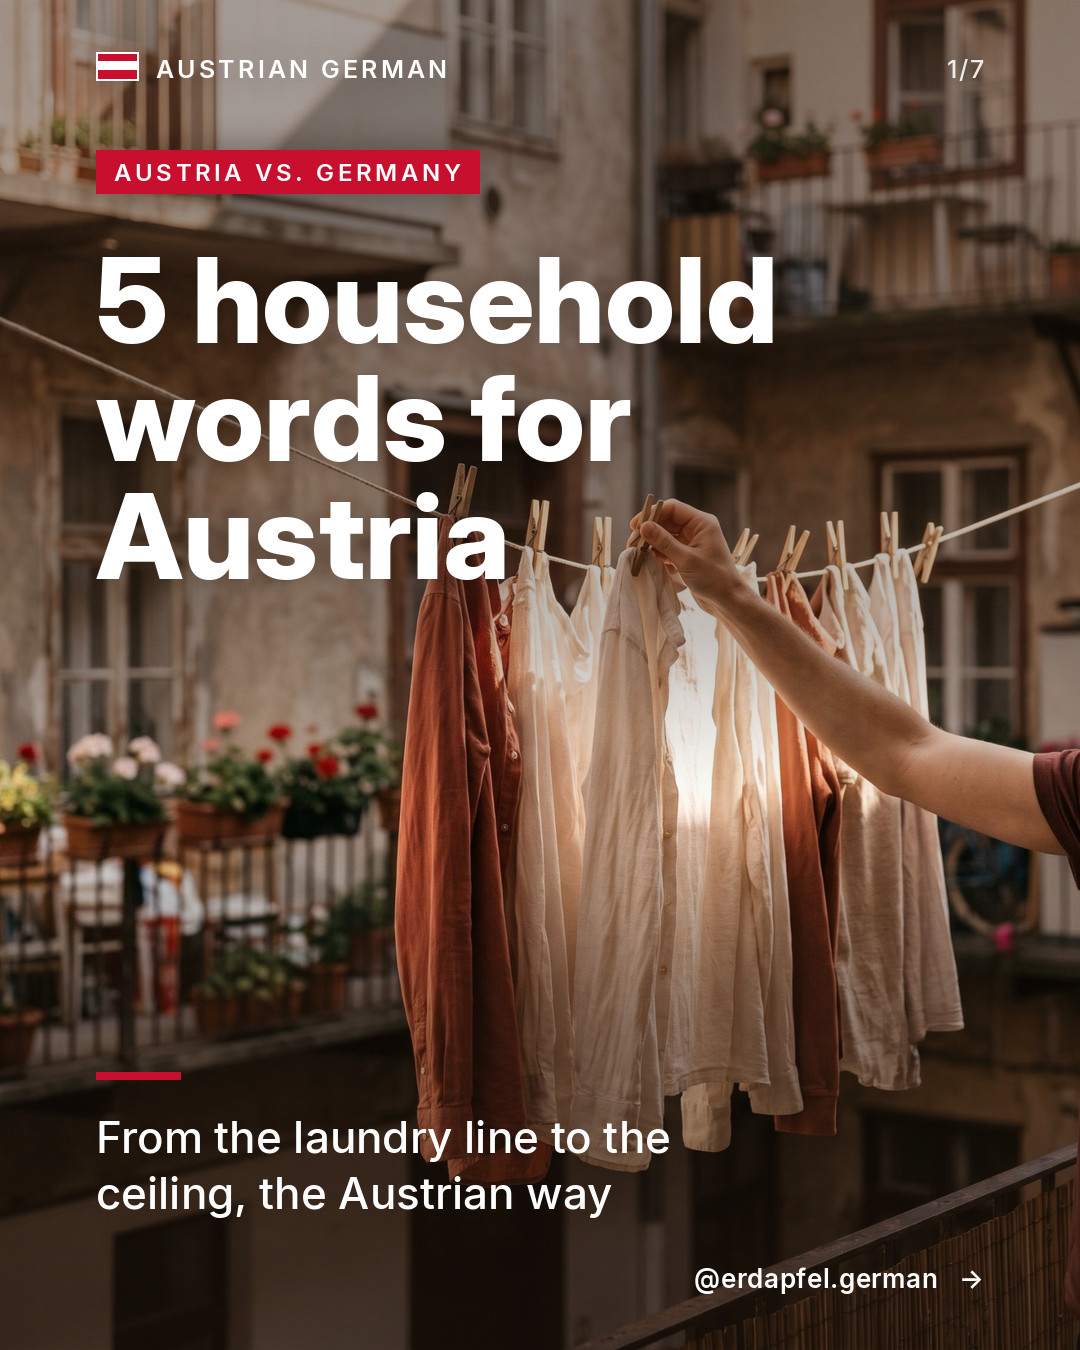 AUSTRIAN GERMAN
1/7
AUSTRIA VS. GERMANY
5 household
words for
Austria
From the laundry line to the
ceiling, the Austrian way
@erdapfel.german →